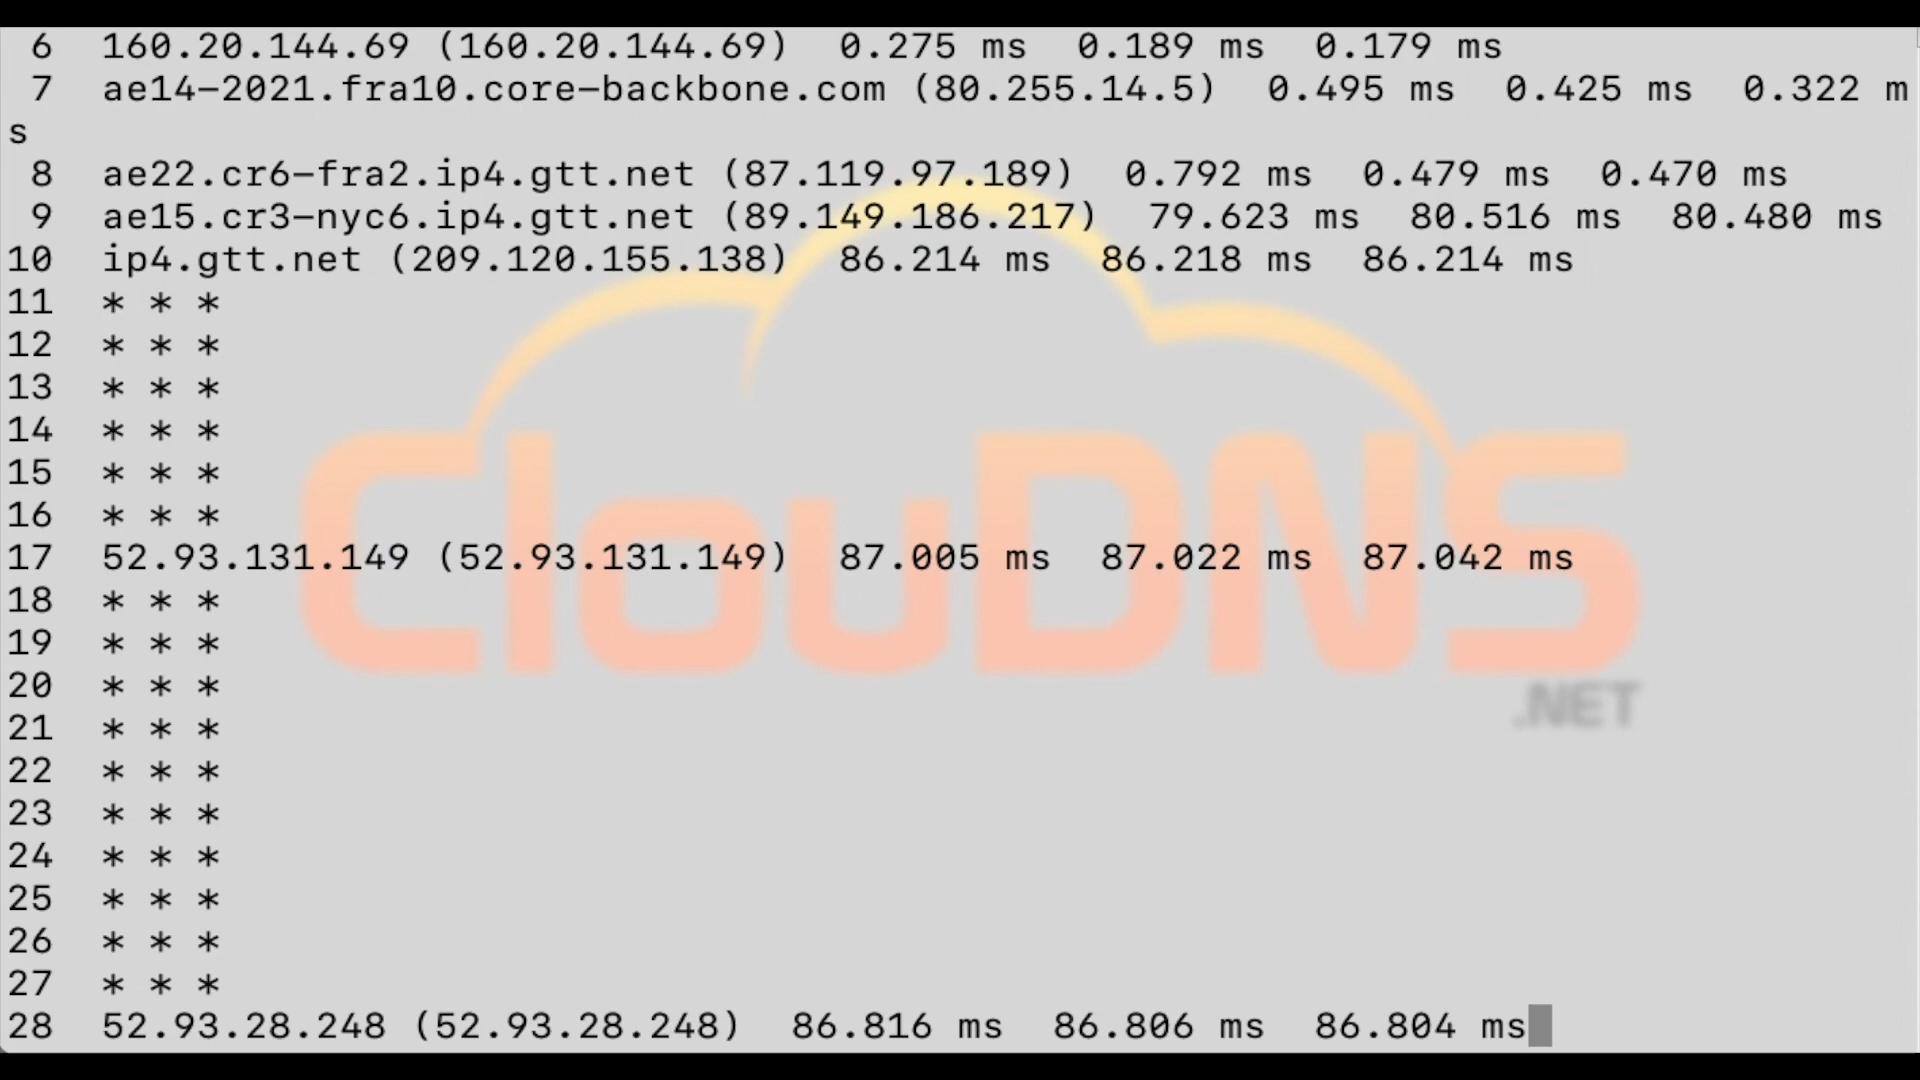 6 160.20.144.69 (160.20.144.69) 0.275 ms 0.189 ms 0.179 ms
7 ae14-2021.fra10.core-backbone.com (80.255.14.5) 0.495 ms 0.425 ms 0.322 m
s
8 ae22.cr6-fra2.ip4.gtt.net (87.119.97.189) 0.792 ms 0.479 ms 0.470 ms
9 ae15.cr3-nyc6.ip4.gtt.net (89.149.186.217) 79.623 ms 80.516 ms 80.480 ms
10 ip4.gtt.net (209.120.155.138) 86.214 ms 86.218 ms 86.214 ms
11 * * *
12 * * *
13 * * *
14 * * *
15 * * *
16 * * *
17 52.93.131.149 (52.93.131.149) 87.005 ms 87.022 ms 87.042 ms
18 * * *
19 * * *
20 * * *
21 * * *
22 * * *
23 * * *
24 * * *
25 * * *
26 * * *
27 * * *
28 52.93.28.248 (52.93.28.248) 86.816 ms 86.806 ms 86.804 ms
ClouDNS
.NET